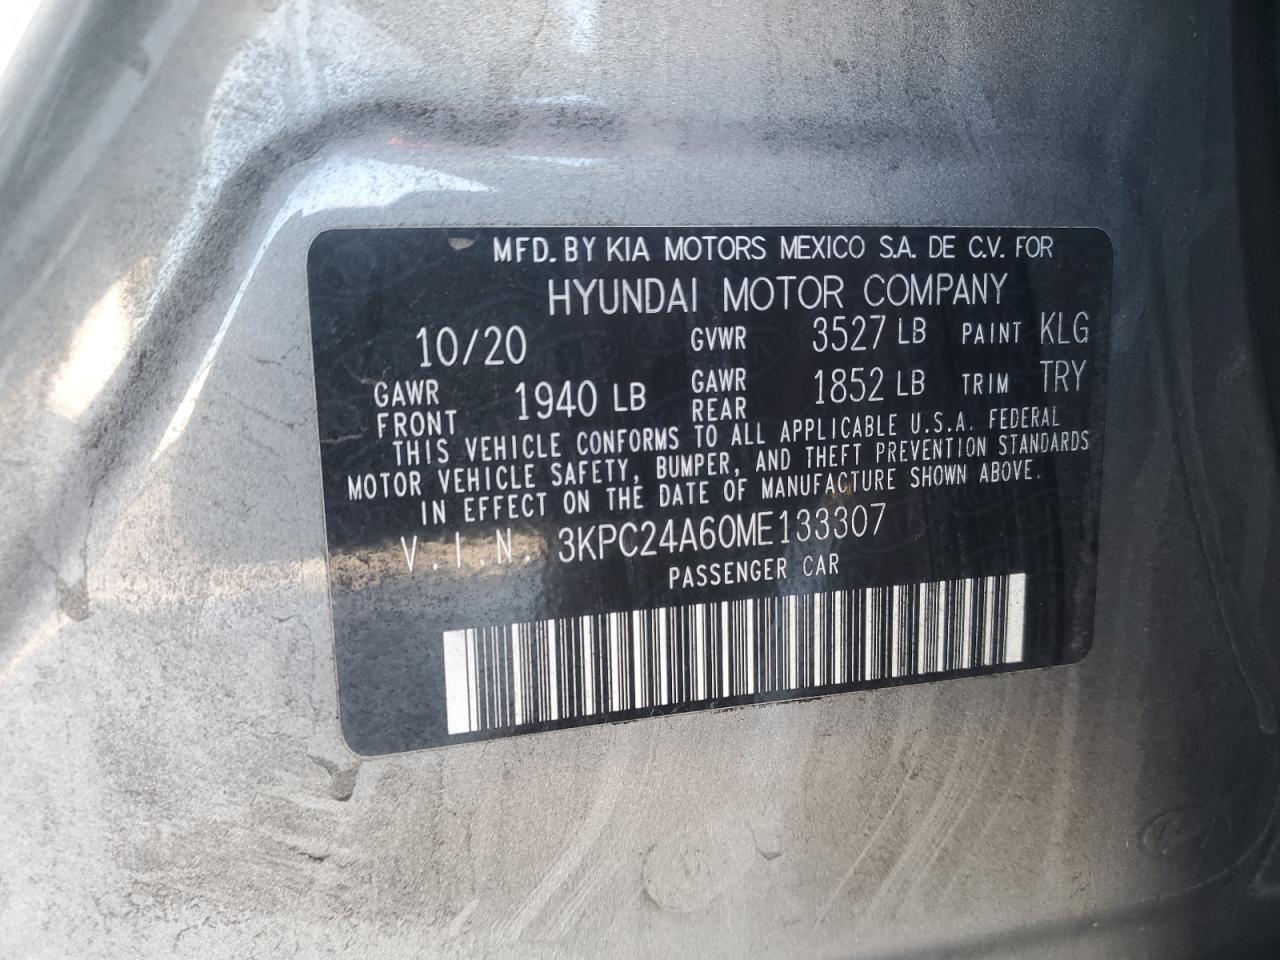 MFD. BY KIA MOTORS MEXICO S.A. DE C.V. FOR
HYUNDAI MOTOR COMPANY
10/20 GVWR 3527 LB PAINT KLG
GAWR FRONT 1940 LB GAWR REAR 1852 LB TRIM TRY
THIS VEHICLE CONFORMS TO ALL APPLICABLE U.S.A. FEDERAL
MOTOR VEHICLE SAFETY, BUMPER, AND THEFT PREVENTION STANDARDS
IN EFFECT ON THE DATE OF MANUFACTURE SHOWN ABOVE.
V.I.N. 3KPC24A60ME133307
PASSENGER CAR